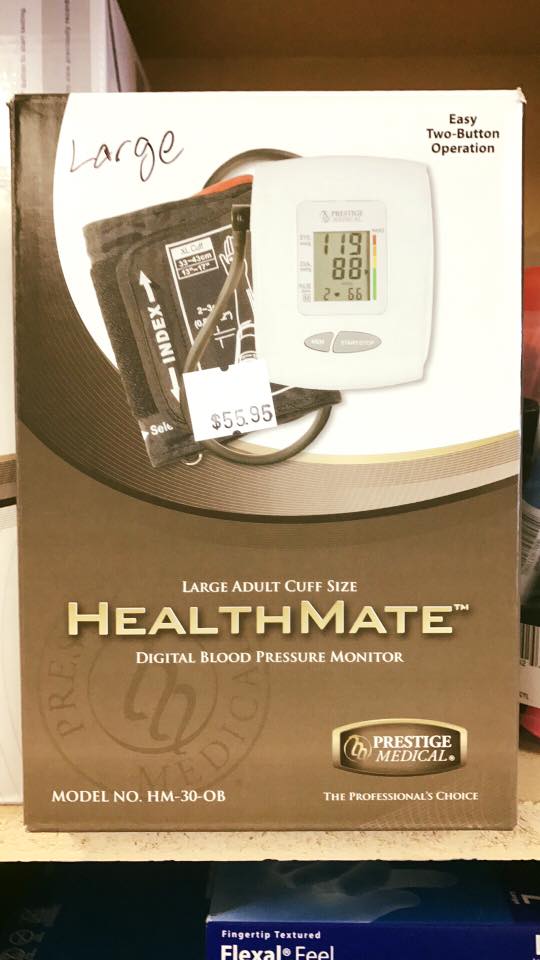 Large
Easy
Two-Button
Operation
XL Cuff
33-43cm
13"-17"
INDEX
PRESTIGE
MEDICAL
119
88
2 66
MEM
START/STOP
$55.95
LARGE ADULT CUFF SIZE
HEALTHMATE™
DIGITAL BLOOD PRESSURE MONITOR
PRESTIGE
MEDICAL®
MODEL NO. HM-30-OB
THE PROFESSIONAL'S CHOICE
Fingertip Textured
Flexal® Feel